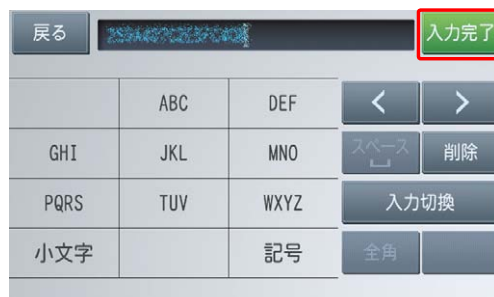 戻る 入力完了
ABC DEF < >
GHI JKL MNO スペース 削除
PQRS TUV WXYZ 入力切換
小文字 記号 全角